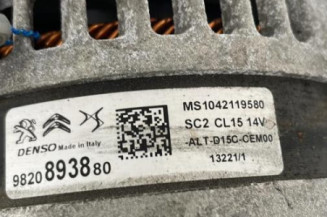 MS1042119580
SC2 CL15 14V
-ALT-D15C-CEM00
13221/1
DENSO Made in Italy
9820893880